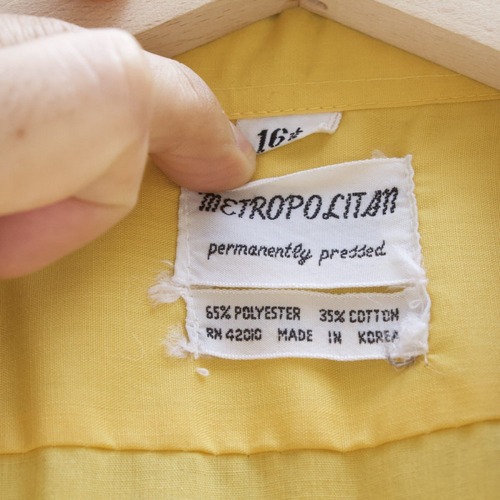 16½
METROPOLITAN
permanently pressed
65% POLYESTER 35% COTTON
RN 42010 MADE IN KOREA